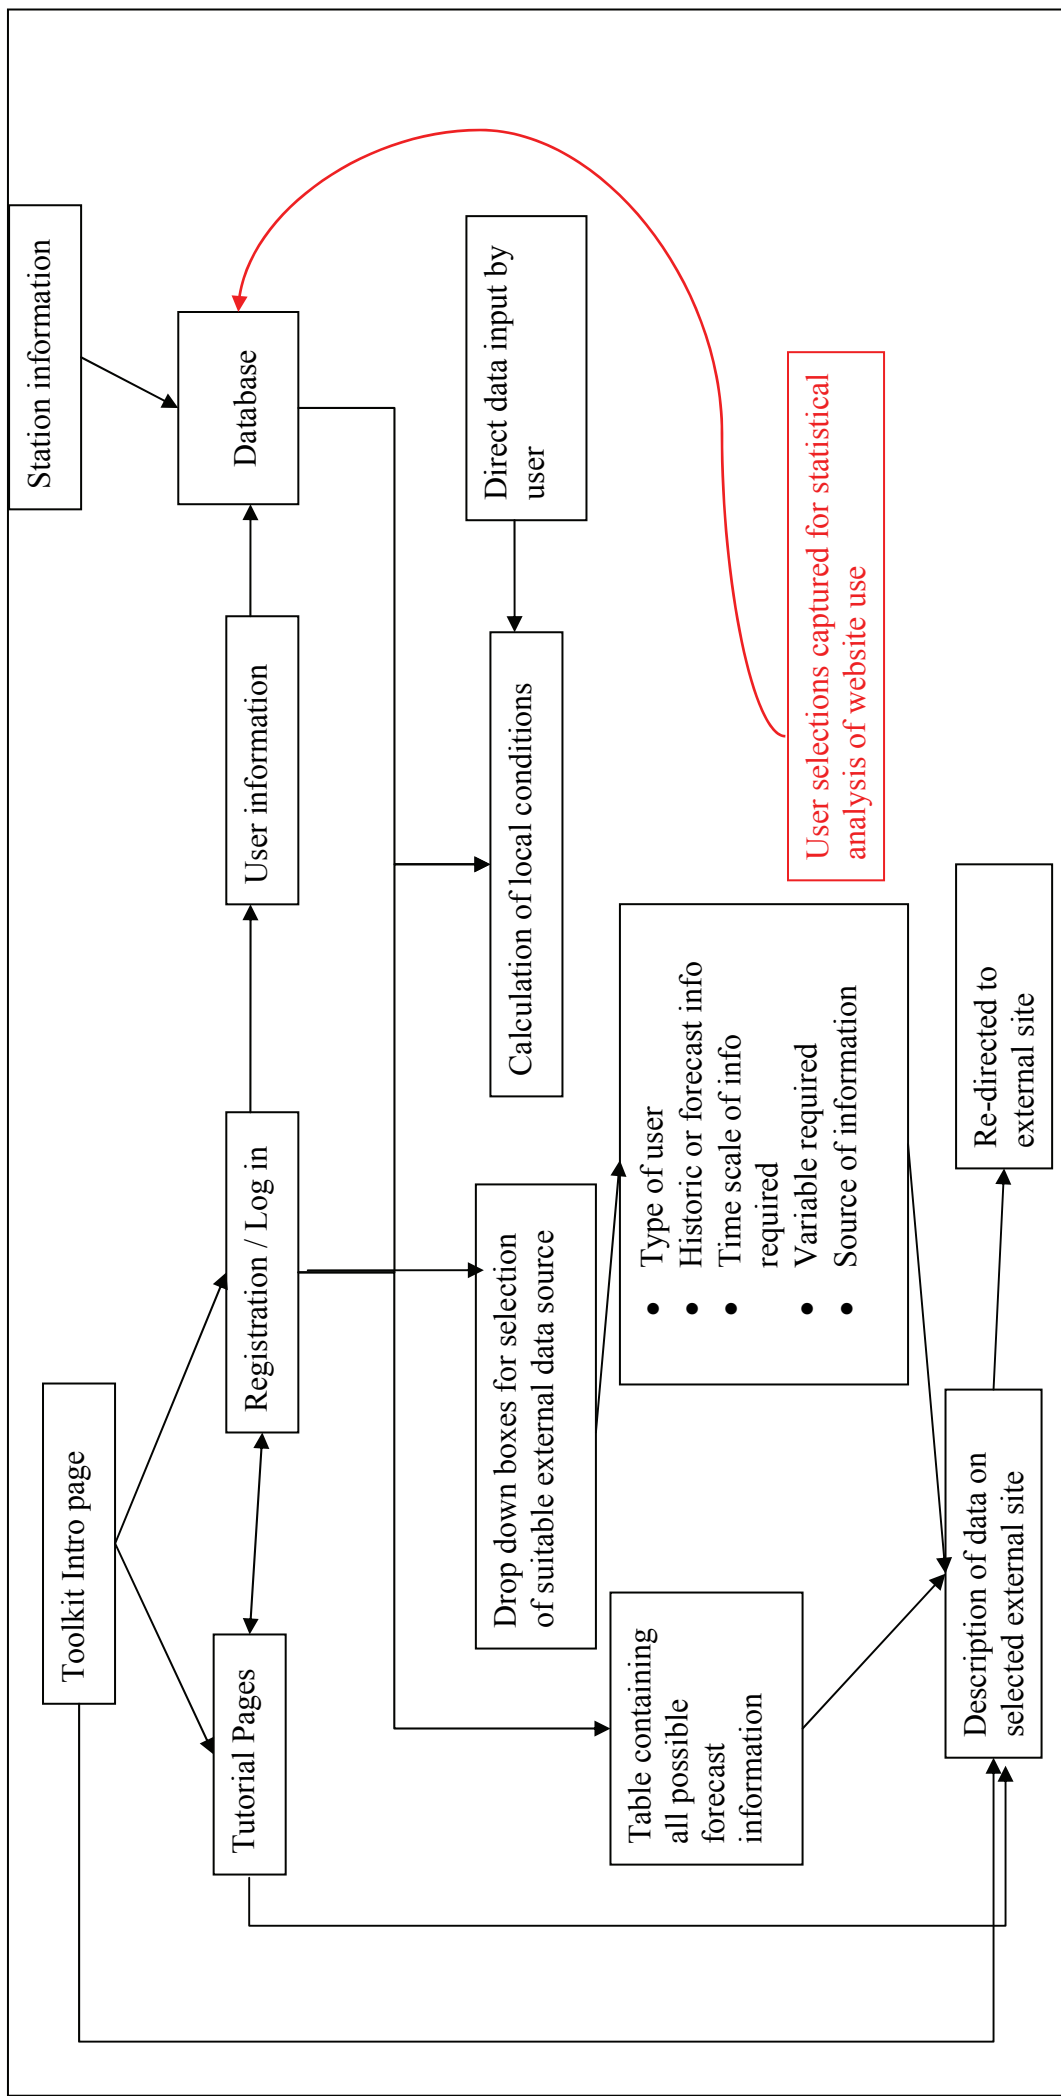 Toolkit Intro page
Station information
Tutorial Pages
Registration / Log in
User information
Database
Drop down boxes for selection
of suitable external data source
Calculation of local conditions
Direct data input by
user
Table containing
all possible
forecast
information
• Type of user
• Historic or forecast info
• Time scale of info
required
• Variable required
• Source of information
User selections captured for statistical
analysis of website use
Description of data on
selected external site
Re-directed to
external site